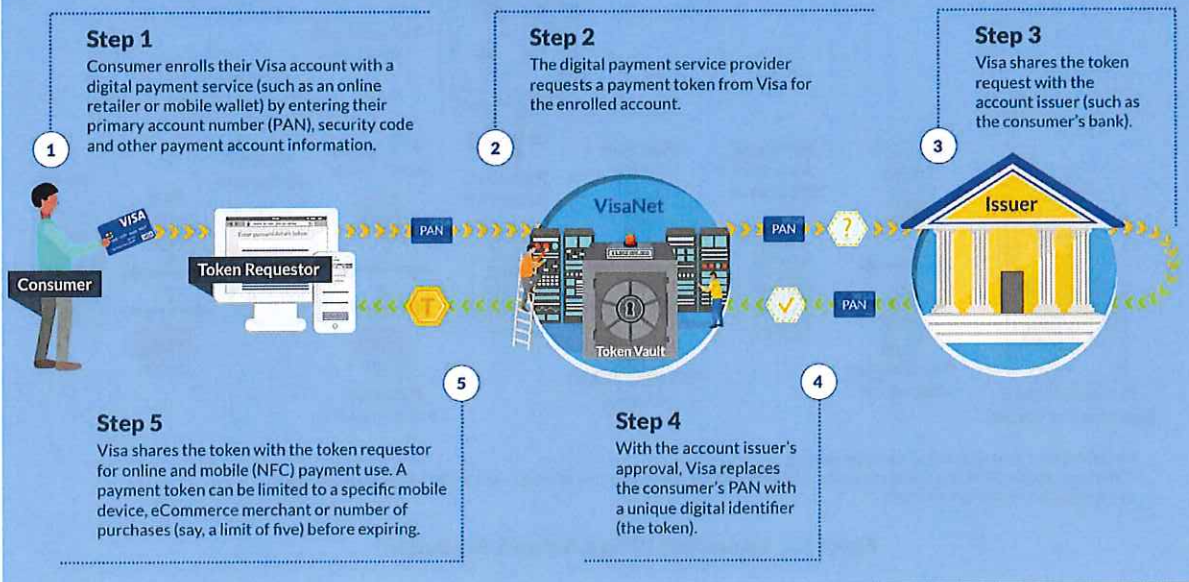 Step 1
Consumer enrolls their Visa account with a
digital payment service (such as an online
retailer or mobile wallet) by entering their
primary account number (PAN), security code
and other payment account information.
1
Step 2
The digital payment service provider
requests a payment token from Visa for
the enrolled account.
2
Step 3
Visa shares the token
request with the
account issuer (such as
the consumer's bank).
3
VISA
Consumer
Token Requestor
PAN
VisaNet
Token Vault
PAN
?
Issuer
T
PAN
5
4
Step 5
Visa shares the token with the token requestor
for online and mobile (NFC) payment use. A
payment token can be limited to a specific mobile
device, eCommerce merchant or number of
purchases (say, a limit of five) before expiring.
Step 4
With the account issuer's
approval, Visa replaces
the consumer's PAN with
a unique digital identifier
(the token).